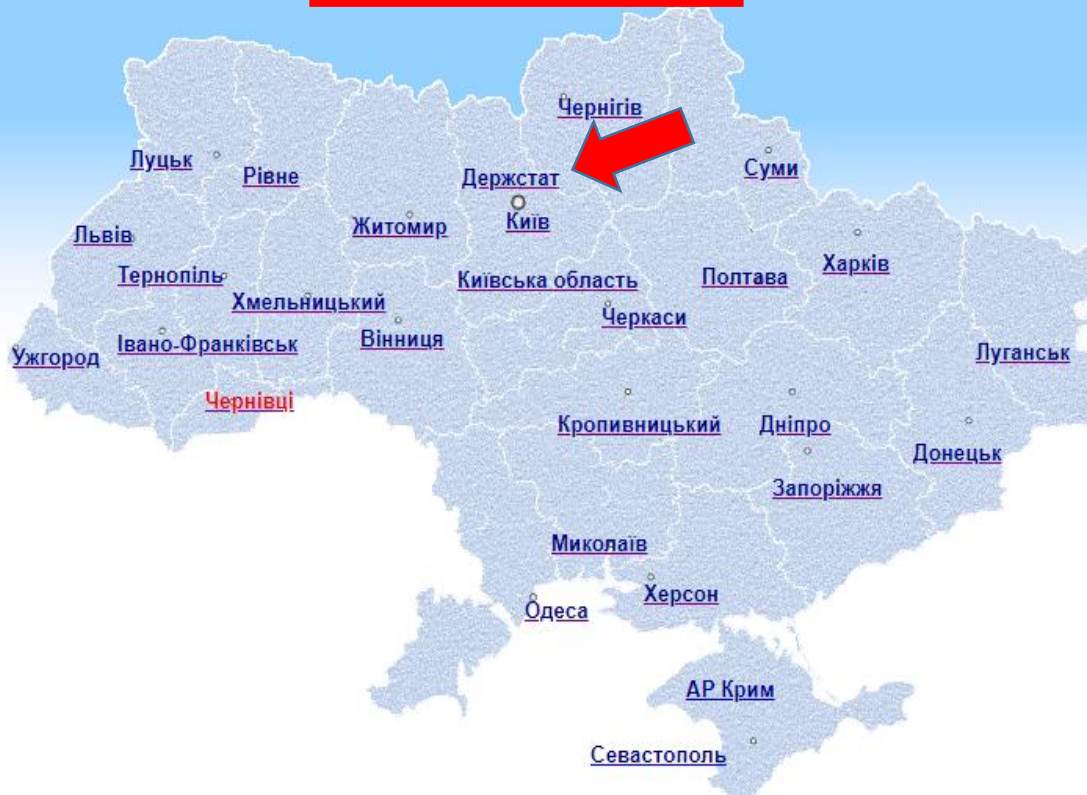 Чернігів
Луцьк
Рівне
Держстат
Суми
Житомир
Київ
Львів
Харків
Тернопіль
Київська область
Полтава
Хмельницький
Черкаси
Івано-Франківськ
Вінниця
Ужгород
Луганськ
Чернівці
Кропивницький
Дніпро
Донецьк
Запоріжжя
Миколаїв
Херсон
Одеса
АР Крим
Севастополь